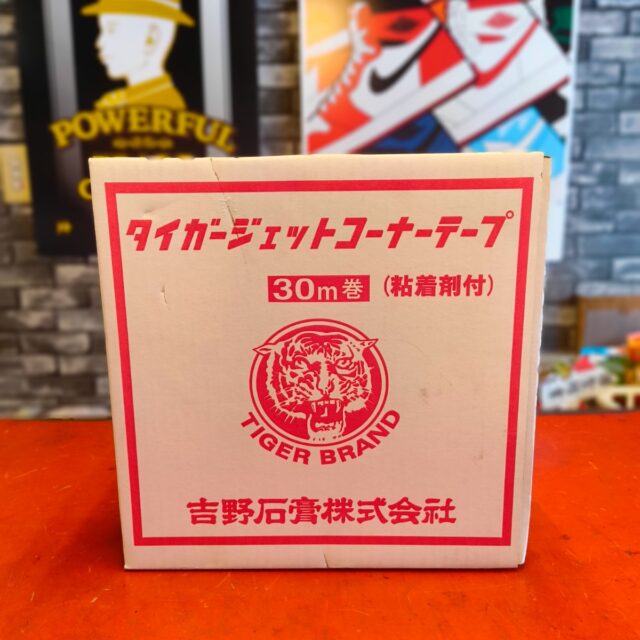 POWERFUL
タイガージェットコーナーテープ
30m巻 (粘着剤付)
TIGER BRAND
吉野石膏株式会社